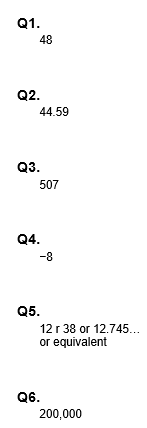 Q1.
48
Q2.
44.59
Q3.
507
Q4.
−8
Q5.
12 r 38 or 12.745...
or equivalent
Q6.
200,000